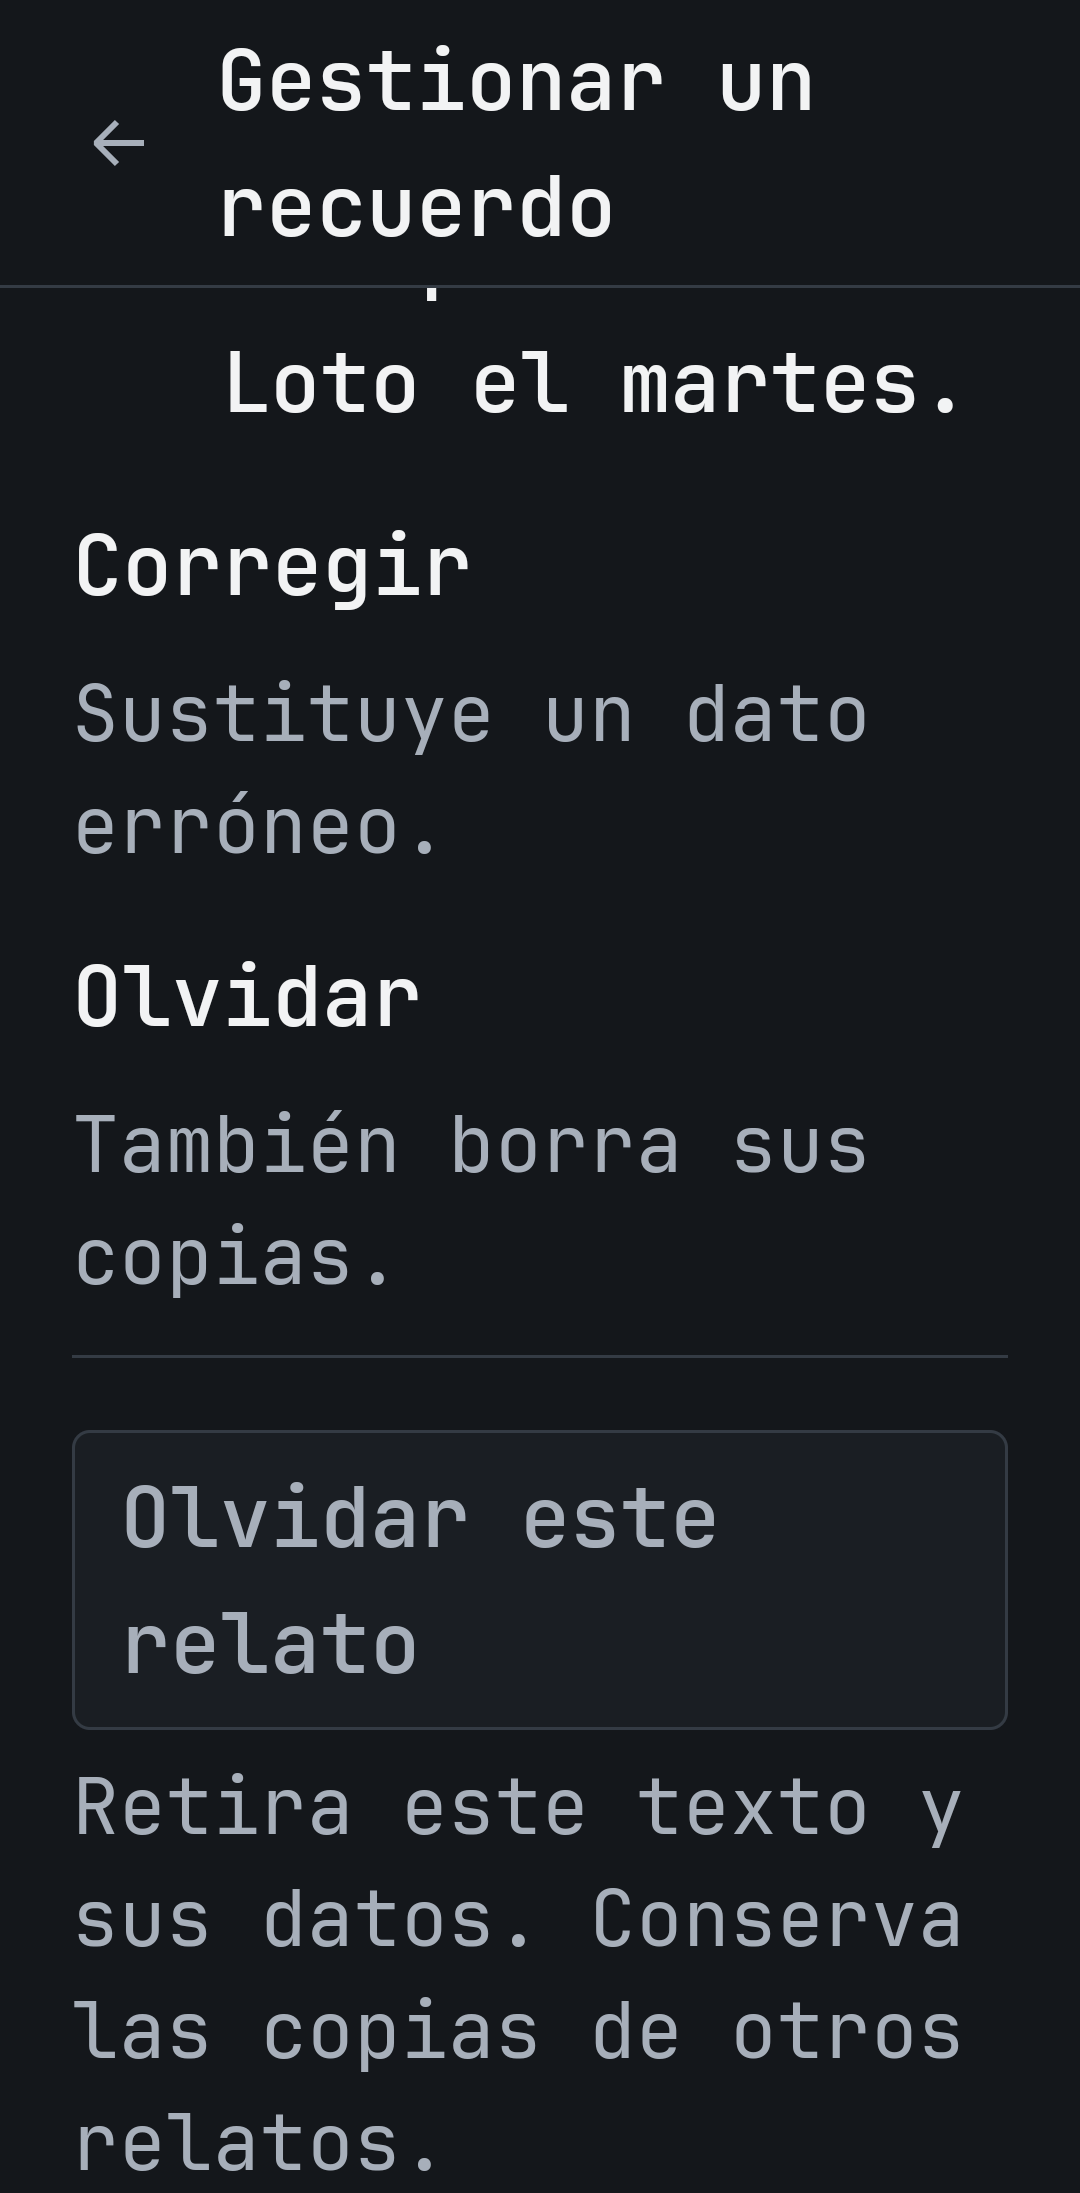 Gestionar un
recuerdo
Loto el martes.
Corregir
Sustituye un dato
erróneo.
Olvidar
También borra sus
copias.
Olvidar este
relato
Retira este texto y
sus datos. Conserva
las copias de otros
relatos.